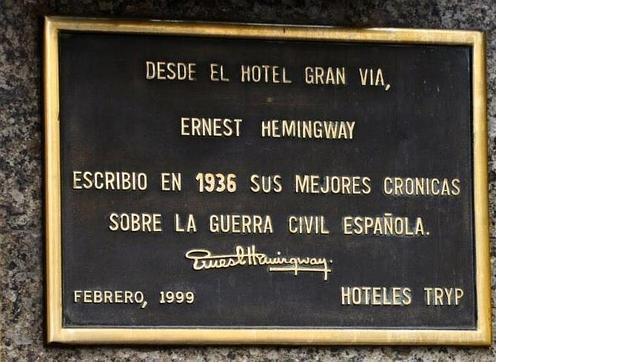 DESDE EL HOTEL GRAN VIA,
ERNEST HEMINGWAY
ESCRIBIO EN 1936 SUS MEJORES CRONICAS
SOBRE LA GUERRA CIVIL ESPAÑOLA.
Ernest Hemingway.
FEBRERO, 1999 HOTELES TRYP